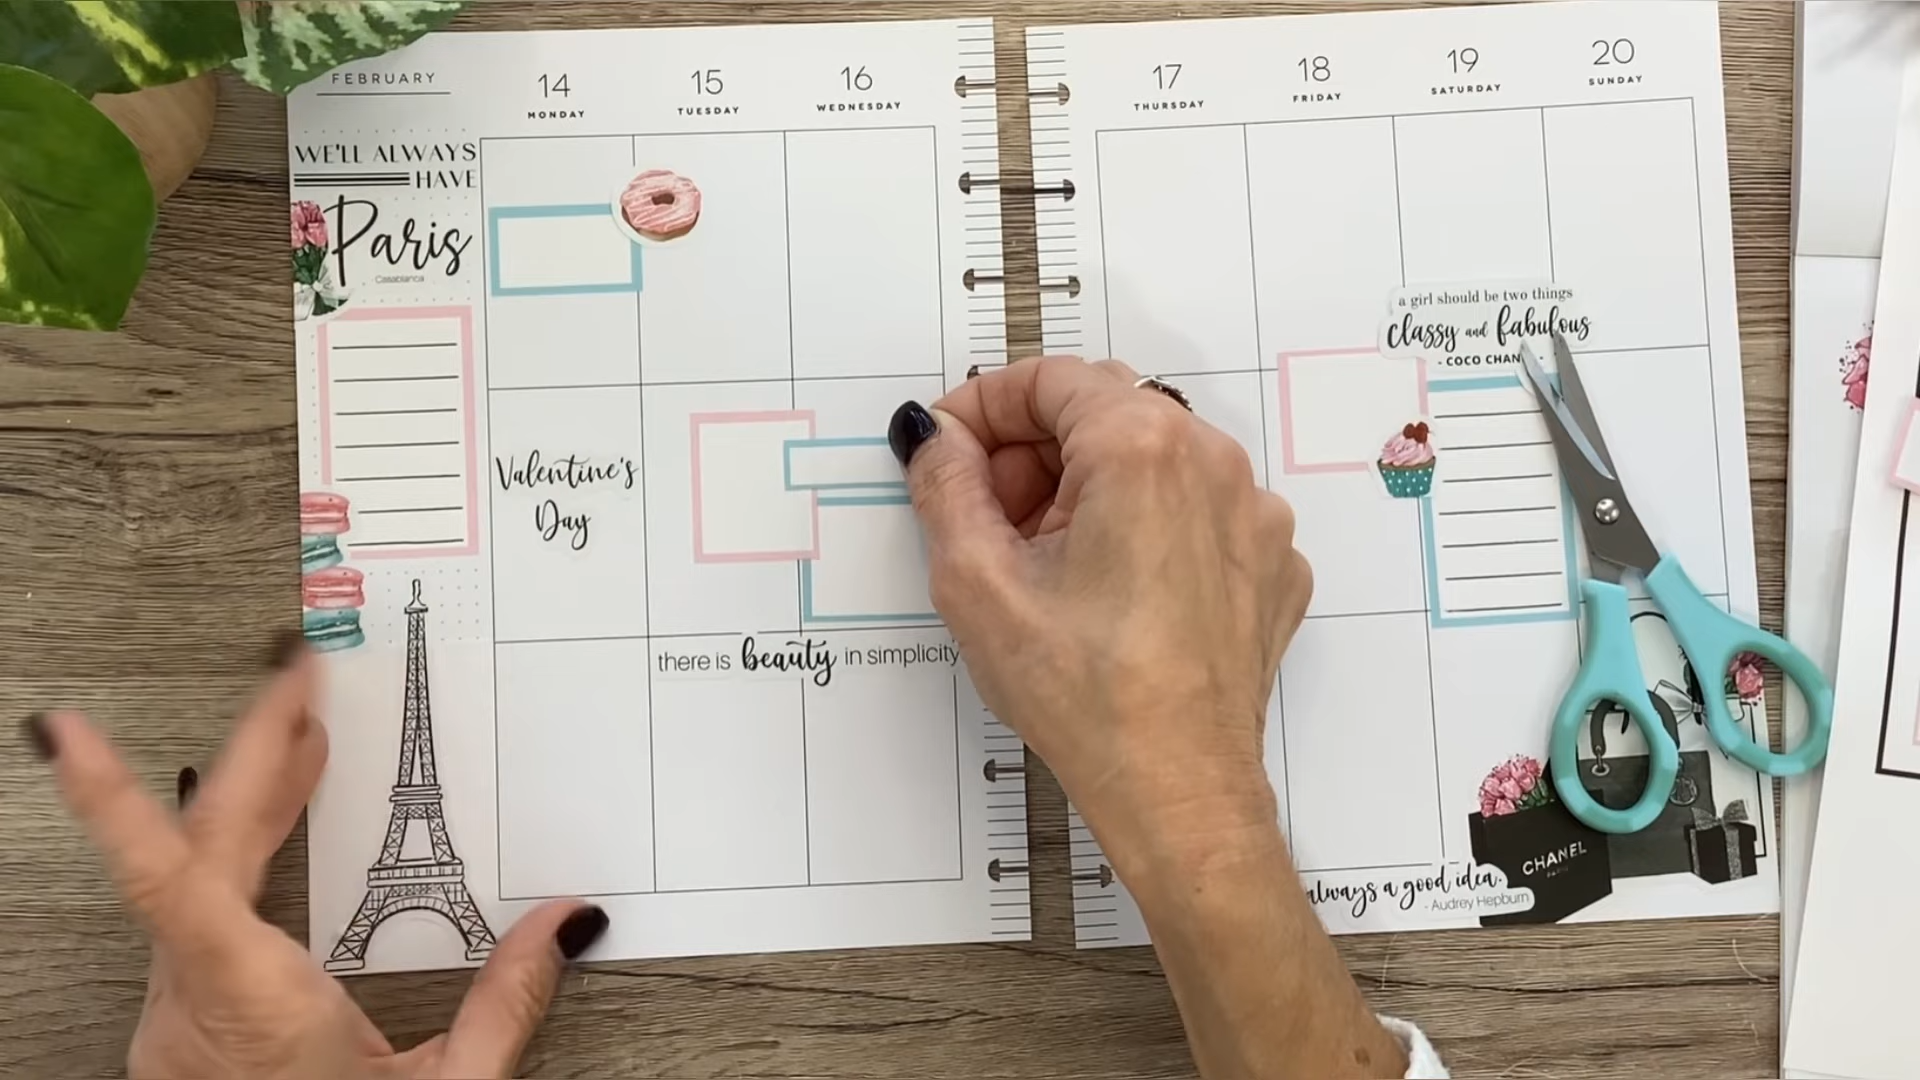 FEBRUARY
14
MONDAY
15
TUESDAY
16
WEDNESDAY
17
THURSDAY
18
FRIDAY
19
SATURDAY
20
SUNDAY
WE'LL ALWAYS
HAVE
Paris
Casablanca
Valentine's
Day
there is beauty in simplicity
a girl should be two things
classy and fabulous
- COCO CHAN
always a good idea.
- Audrey Hepburn
CHANEL